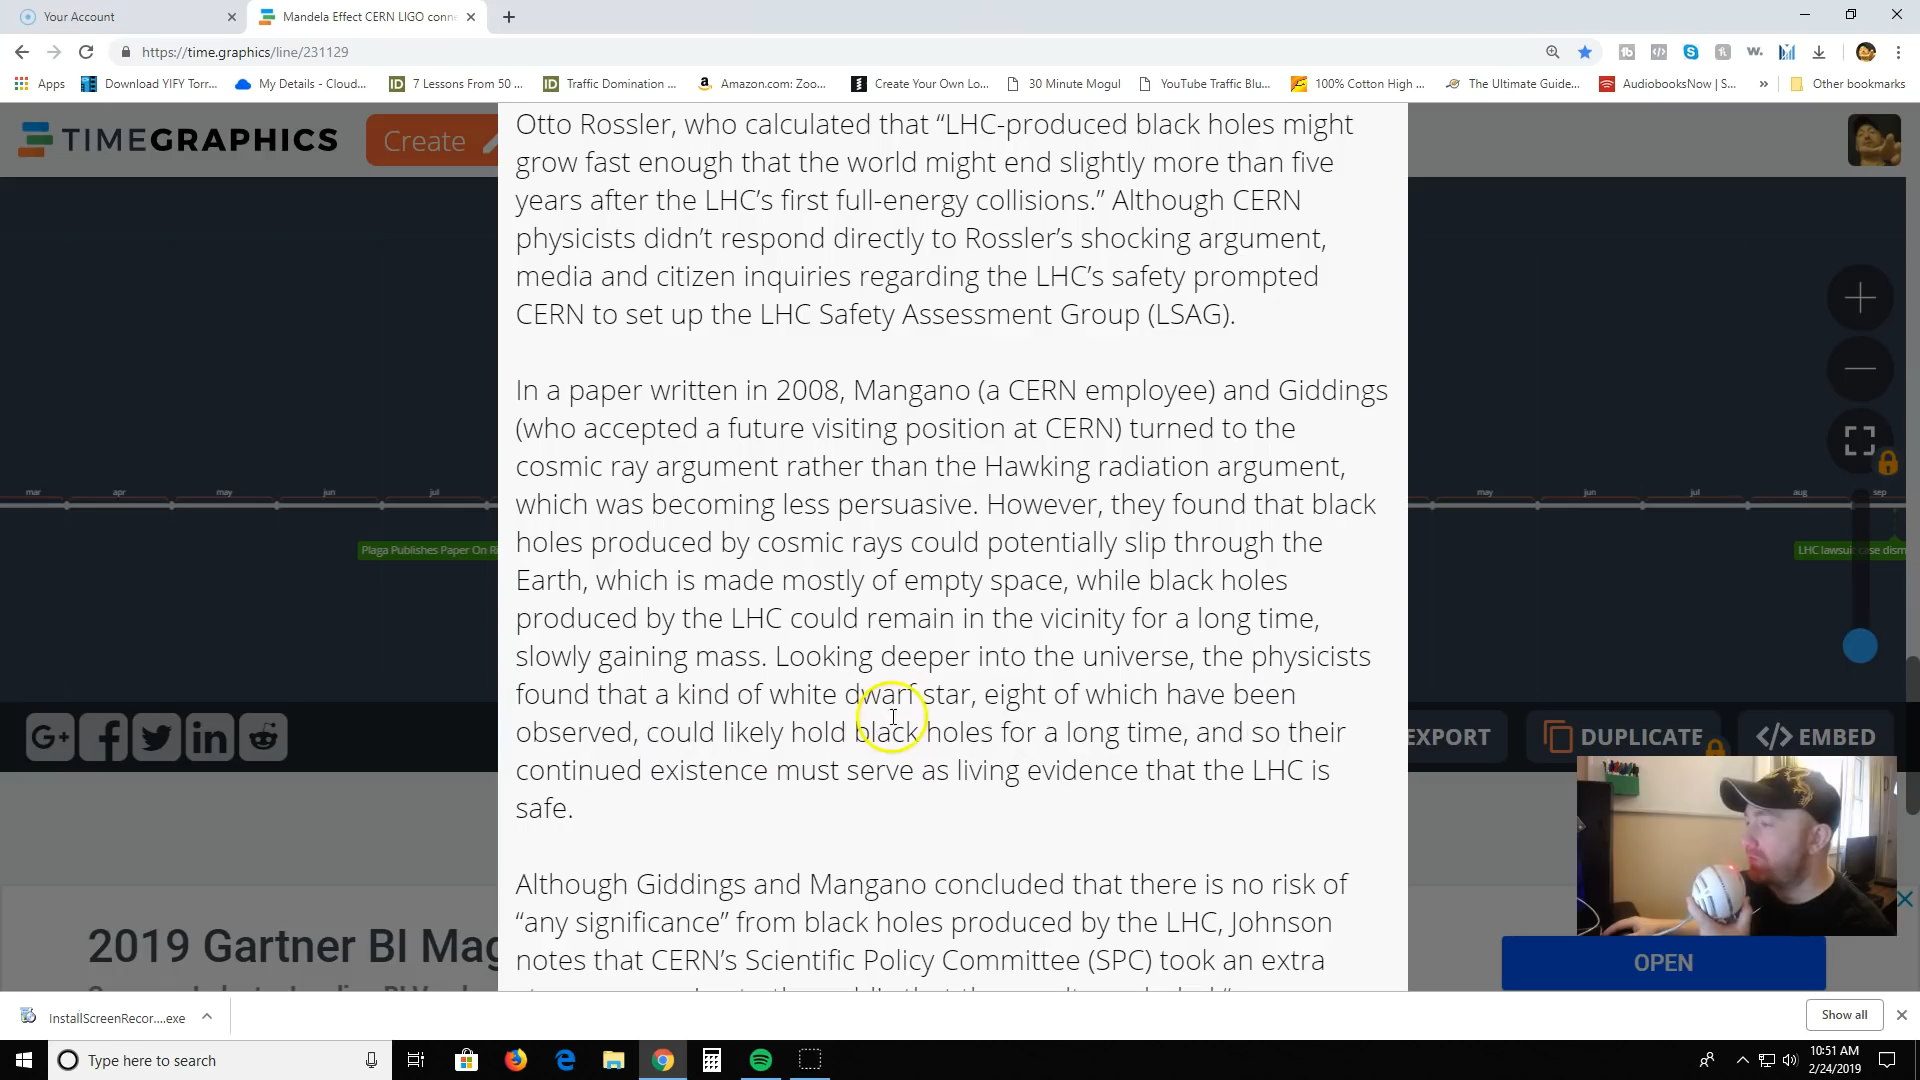 Your Account
Mandela Effect CERN LIGO conne
https://time.graphics/line/231129
Apps
Download YIFY Torr...
My Details - Cloud...
7 Lessons From 50 ...
Traffic Domination ...
Amazon.com: Zoo...
Create Your Own Lo...
30 Minute Mogul
YouTube Traffic Blu...
100% Cotton High ...
The Ultimate Guide...
AudiobooksNow | S...
Other bookmarks
TIMEGRAPHICS
Create
Otto Rossler, who calculated that “LHC-produced black holes might
grow fast enough that the world might end slightly more than five
years after the LHC’s first full-energy collisions.” Although CERN
physicists didn’t respond directly to Rossler’s shocking argument,
media and citizen inquiries regarding the LHC’s safety prompted
CERN to set up the LHC Safety Assessment Group (LSAG).
In a paper written in 2008, Mangano (a CERN employee) and Giddings
(who accepted a future visiting position at CERN) turned to the
cosmic ray argument rather than the Hawking radiation argument,
which was becoming less persuasive. However, they found that black
holes produced by cosmic rays could potentially slip through the
Earth, which is made mostly of empty space, while black holes
produced by the LHC could remain in the vicinity for a long time,
slowly gaining mass. Looking deeper into the universe, the physicists
found that a kind of white dwarf star, eight of which have been
observed, could likely hold black holes for a long time, and so their
continued existence must serve as living evidence that the LHC is
safe.
Although Giddings and Mangano concluded that there is no risk of
“any significance” from black holes produced by the LHC, Johnson
notes that CERN’s Scientific Policy Committee (SPC) took an extra
mar
apr
may
jun
jul
may
jun
jul
aug
sep
Plaga Publishes Paper On Ri
LHC lawsuit case dism
G+
in
EXPORT
DUPLICATE
</> EMBED
2019 Gartner BI Mag
OPEN
InstallScreenRecor....exe
Show all
Type here to search
10:51 AM
2/24/2019